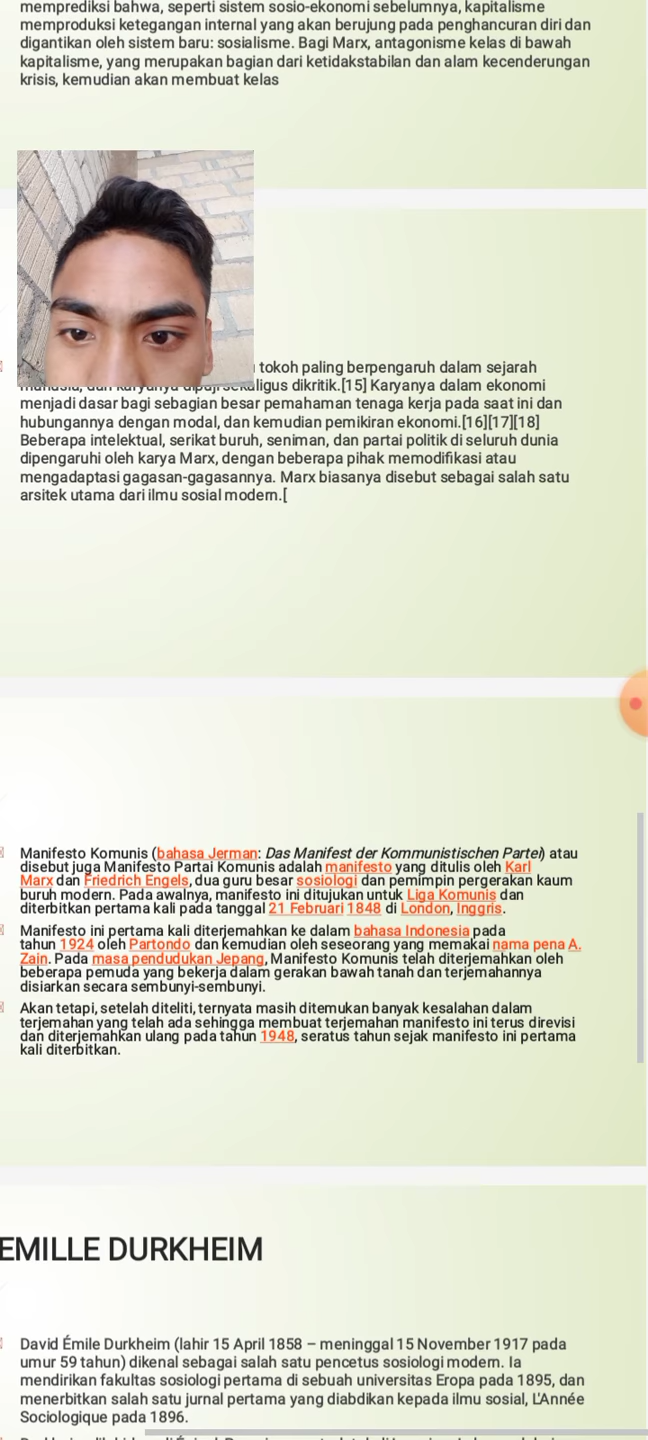 memprediksi bahwa, seperti sistem sosio-ekonomi sebelumnya, kapitalisme
memproduksi ketegangan internal yang akan berujung pada penghancuran diri dan
digantikan oleh sistem baru: sosialisme. Bagi Marx, antagonisme kelas di bawah
kapitalisme, yang merupakan bagian dari ketidakstabilan dan alam kecenderungan
krisis, kemudian akan membuat kelas
tokoh paling berpengaruh dalam sejarah
manusia, dan karyanya dipuji sekaligus dikritik.[15] Karyanya dalam ekonomi
menjadi dasar bagi sebagian besar pemahaman tenaga kerja pada saat ini dan
hubungannya dengan modal, dan kemudian pemikiran ekonomi.[16][17][18]
Beberapa intelektual, serikat buruh, seniman, dan partai politik di seluruh dunia
dipengaruhi oleh karya Marx, dengan beberapa pihak memodifikasi atau
mengadaptasi gagasan-gagasannya. Marx biasanya disebut sebagai salah satu
arsitek utama dari ilmu sosial modern.[
Manifesto Komunis (bahasa Jerman: Das Manifest der Kommunistischen Partei) atau
disebut juga Manifesto Partai Komunis adalah manifesto yang ditulis oleh Karl
Marx dan Friedrich Engels, dua guru besar sosiologi dan pemimpin pergerakan kaum
buruh modern. Pada awalnya, manifesto ini ditujukan untuk Liga Komunis dan
diterbitkan pertama kali pada tanggal 21 Februari 1848 di London, Inggris.
Manifesto ini pertama kali diterjemahkan ke dalam bahasa Indonesia pada
tahun 1924 oleh Partondo dan kemudian oleh seseorang yang memakai nama pena A.
Zain. Pada masa pendudukan Jepang, Manifesto Komunis telah diterjemahkan oleh
beberapa pemuda yang bekerja dalam gerakan bawah tanah dan terjemahannya
disiarkan secara sembunyi-sembunyi.
Akan tetapi, setelah diteliti, ternyata masih ditemukan banyak kesalahan dalam
terjemahan yang telah ada sehingga membuat terjemahan manifesto ini terus direvisi
dan diterjemahkan ulang pada tahun 1948, seratus tahun sejak manifesto ini pertama
kali diterbitkan.
EMILLE DURKHEIM
David Émile Durkheim (lahir 15 April 1858 – meninggal 15 November 1917 pada
umur 59 tahun) dikenal sebagai salah satu pencetus sosiologi modern. Ia
mendirikan fakultas sosiologi pertama di sebuah universitas Eropa pada 1895, dan
menerbitkan salah satu jurnal pertama yang diabdikan kepada ilmu sosial, L'Année
Sociologique pada 1896.